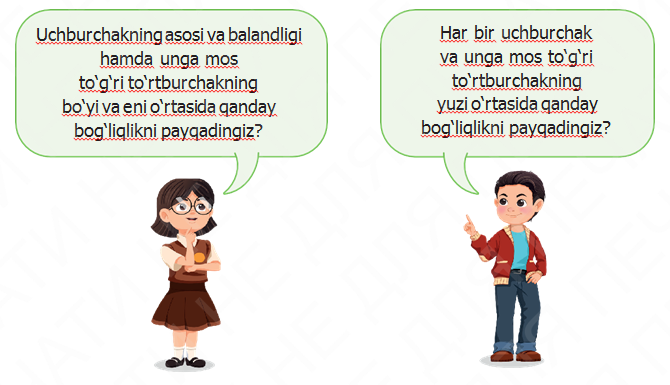 Uchburchakning asosi va balandligi
hamda unga mos
to‘g‘ri to‘rtburchakning
bo‘yi va eni o‘rtasida qanday
bog‘liqlikni payqadingiz?
Har bir uchburchak
va unga mos to‘g‘ri
to‘rtburchakning
yuzi o‘rtasida qanday
bog‘liqlikni payqadingiz?